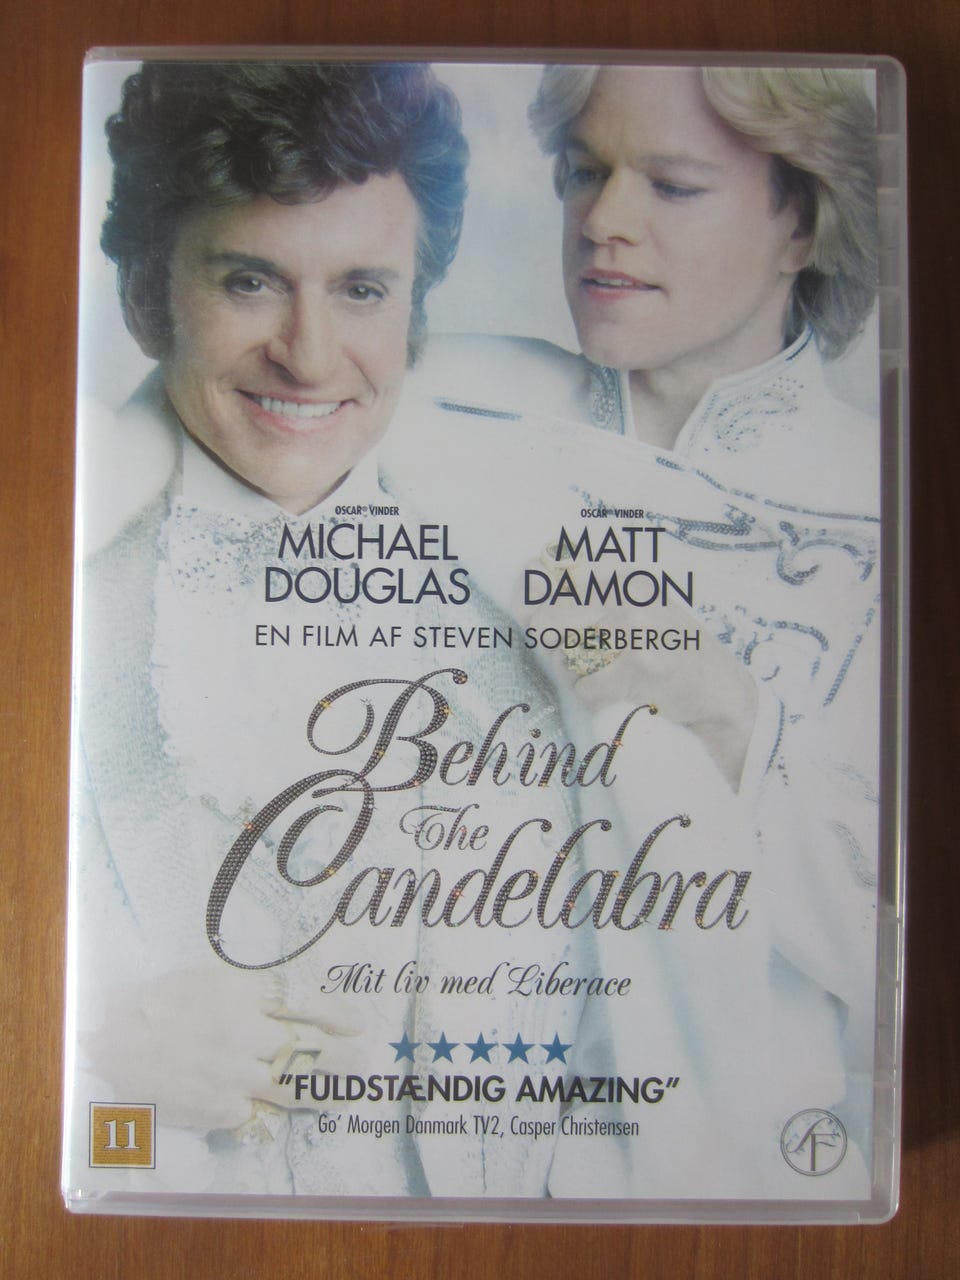 OSCAR® VINDER
MICHAEL
DOUGLAS
OSCAR® VINDER
MATT
DAMON
EN FILM AF STEVEN SODERBERGH
Behind
The
Candelabra
Mit liv med Liberace
"FULDSTÆNDIG AMAZING"
Go' Morgen Danmark TV2, Casper Christensen
11
SF